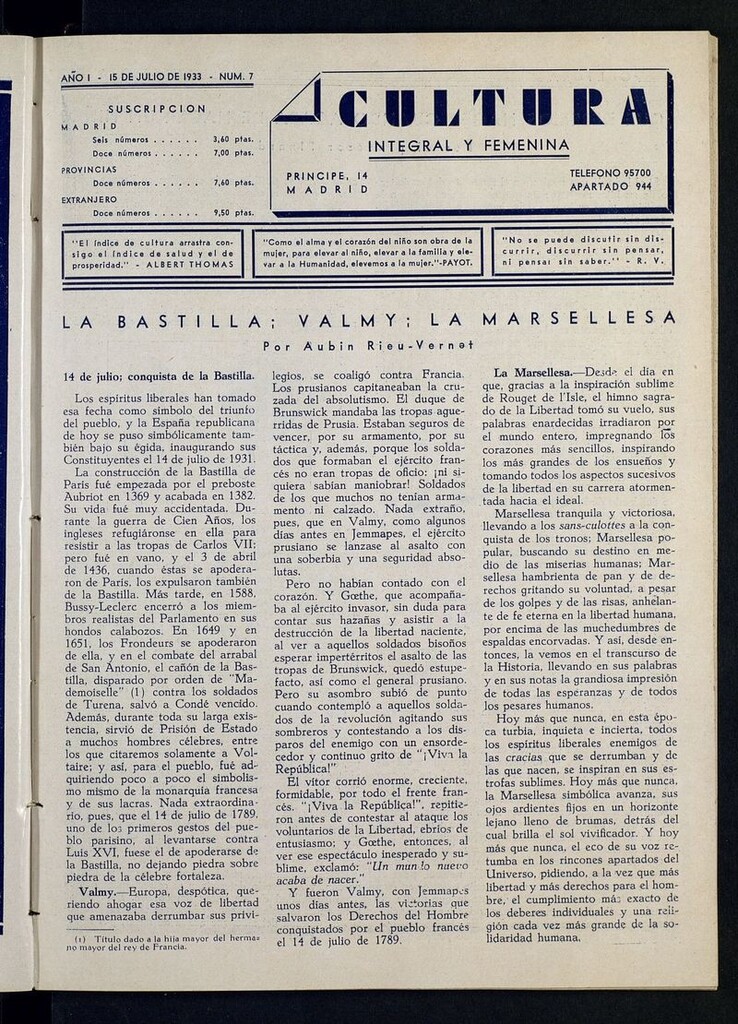 AÑO I - 15 DE JULIO DE 1933 - NUM. 7
SUSCRIPCION
MADRID
Seis números . . . . . . 3,60 ptas.
Doce números . . . . . . 7,00 ptas.
PROVINCIAS
Doce números . . . . . . 7,60 ptas.
EXTRANJERO
Doce números . . . . . . 9,50 ptas.
CULTURA
INTEGRAL Y FEMENINA
PRINCIPE, 14
MADRID
TELEFONO 95700
APARTADO 944
"El índice de cultura arrastra con-
sigo el índice de salud y el de
prosperidad." - ALBERT THOMAS
"Como el alma y el corazón del niño son obra de la
mujer, para elevar al niño, elevar a la familia y ele-
var a la Humanidad, elevemos a la mujer."-PAYOT.
"No se puede discutir sin dis-
currir, discurrir sin pensar,
ni pensar sin saber." - R. V.
LA BASTILLA; VALMY; LA MARSELLESA
Por Aubin Rieu-Vernet
14 de julio; conquista de la Bastilla.
Los espíritus liberales han tomado
esa fecha como símbolo del triunfo
del pueblo, y la España republicana
de hoy se puso simbólicamente tam-
bién bajo su égida, inaugurando sus
Constituyentes el 14 de julio de 1931.
La construcción de la Bastilla de
París fué empezada por el preboste
Aubriot en 1369 y acabada en 1382.
Su vida fué muy accidentada. Du-
rante la guerra de Cien Años, los
ingleses refugiáronse en ella para
resistir a las tropas de Carlos VII;
pero fué en vano, y el 3 de abril
de 1436, cuando éstas se apodera-
ron de París, los expulsaron también
de la Bastilla. Más tarde, en 1588,
Bussy-Leclerc encerró a los miem-
bros realistas del Parlamento en sus
hondos calabozos. En 1649 y en
1651, los Frondeurs se apoderaron
de ella, y en el combate del arrabal
de San Antonio, el cañón de la Bas-
tilla, disparado por orden de "Ma-
demoiselle" (1) contra los soldados
de Turena, salvó a Condé vencido.
Además, durante toda su larga exis-
tencia, sirvió de Prisión de Estado
a muchos hombres célebres, entre
los que citaremos solamente a Vol-
taire; y así, para el pueblo, fué ad-
quiriendo poco a poco el simbolis-
mo mismo de la monarquía francesa
y de sus lacras. Nada extraordina-
rio, pues, que el 14 de julio de 1789,
uno de los primeros gestos del pue-
blo parisino, al levantarse contra
Luis XVI, fuese el de apoderarse de
la Bastilla, no dejando piedra sobre
piedra de la célebre fortaleza.
Valmy.—Europa, despótica, que-
riendo ahogar esa voz de libertad
que amenazaba derrumbar sus privi-
(1) Título dado a la hija mayor del herma-
no mayor del rey de Francia.
legios, se coaligó contra Francia.
Los prusianos capitaneaban la cru-
zada del absolutismo. El duque de
Brunswick mandaba las tropas ague-
rridas de Prusia. Estaban seguros de
vencer, por su armamento, por su
táctica y, además, porque los solda-
dos que formaban el ejército fran-
cés no eran tropas de oficio: ¡ni si-
quiera sabían maniobrar! Soldados
de los que muchos no tenían arma-
mento ni calzado. Nada extraño,
pues, que en Valmy, como algunos
días antes en Jemmapes, el ejército
prusiano se lanzase al asalto con
una soberbia y una seguridad abso-
lutas.
Pero no habían contado con el
corazón. Y Gœthe, que acompaña-
ba al ejército invasor, sin duda para
contar sus hazañas y asistir a la
destrucción de la libertad naciente,
al ver a aquellos soldados bisoños
esperar impertérritos el asalto de las
tropas de Brunswick, quedó estupe-
facto, así como el general prusiano.
Pero su asombro subió de punto
cuando contempló a aquellos solda-
dos de la revolución agitando sus
sombreros y contestando a los dis-
paros del enemigo con un ensorde-
cedor y continuo grito de "¡Viva la
República!"
El vítor corrió enorme, creciente,
formidable, por todo el frente fran-
cés. "¡Viva la República!", repitie-
ron antes de contestar al ataque los
voluntarios de la Libertad, ebrios de
entusiasmo; y Gœthe, entonces, al
ver ese espectáculo inesperado y su-
blime, exclamó: "Un mundo nuevo
acaba de nacer."
Y fueron Valmy, con Jemmapes
unos días antes, las victorias que
salvaron los Derechos del Hombre
conquistados por el pueblo francés
el 14 de julio de 1789.
La Marsellesa.—Desde el día en
que, gracias a la inspiración sublime
de Rouget de l'Isle, el himno sagra-
do de la Libertad tomó su vuelo, sus
palabras enardecidas irradiaron por
el mundo entero, impregnando los
corazones más sencillos, inspirando
los más grandes de los ensueños y
tomando todos los aspectos sucesivos
de la libertad en su carrera atormen-
tada hacia el ideal.
Marsellesa tranquila y victoriosa,
llevando a los sans-culottes a la con-
quista de los tronos; Marsellesa po-
pular, buscando su destino en me-
dio de las miserias humanas; Mar-
sellesa hambrienta de pan y de de-
rechos gritando su voluntad, a pesar
de los golpes y de las risas, anhelan-
te de fe eterna en la libertad humana,
por encima de las muchedumbres de
espaldas encorvadas. Y así, desde en-
tonces, la vemos en el transcurso de
la Historia, llevando en sus palabras
y en sus notas la grandiosa impresión
de todas las esperanzas y de todos
los pesares humanos.
Hoy más que nunca, en esta épo-
ca turbia, inquieta e incierta, todos
los espíritus liberales enemigos de
las cracias que se derrumban y de
las que nacen, se inspiran en sus es-
trofas sublimes. Hoy más que nunca,
la Marsellesa simbólica avanza, sus
ojos ardientes fijos en un horizonte
lejano lleno de brumas, detrás del
cual brilla el sol vivificador. Y hoy
más que nunca, el eco de su voz re-
tumba en los rincones apartados del
Universo, pidiendo, a la vez que más
libertad y más derechos para el hom-
bre, el cumplimiento más exacto de
los deberes individuales y una reli-
gión cada vez más grande de la so-
lidaridad humana.